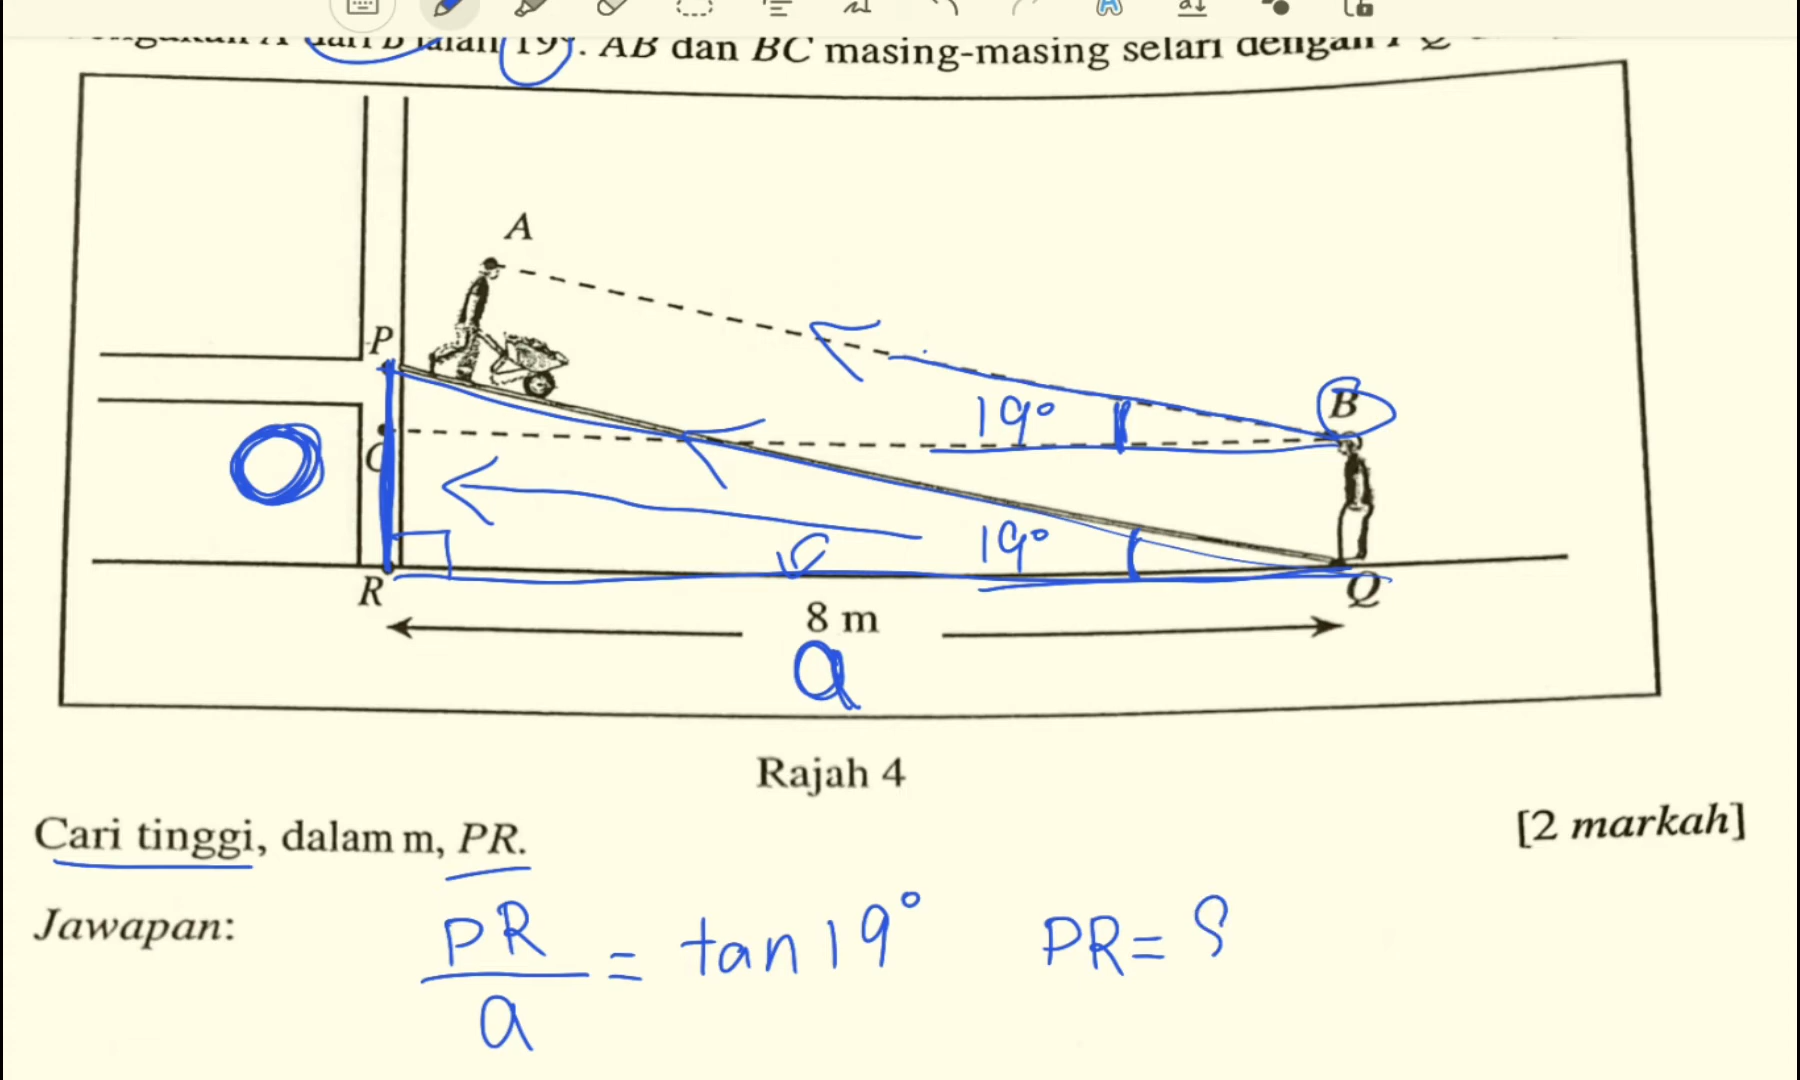 19°. AB dan BC masing-masing selari dengan
A
P
19°
B
C
O
19°
R
Q
8 m
a
Rajah 4
Cari tinggi, dalam m, PR.
[2 markah]
Jawapan:
PR/a = tan 19° PR =